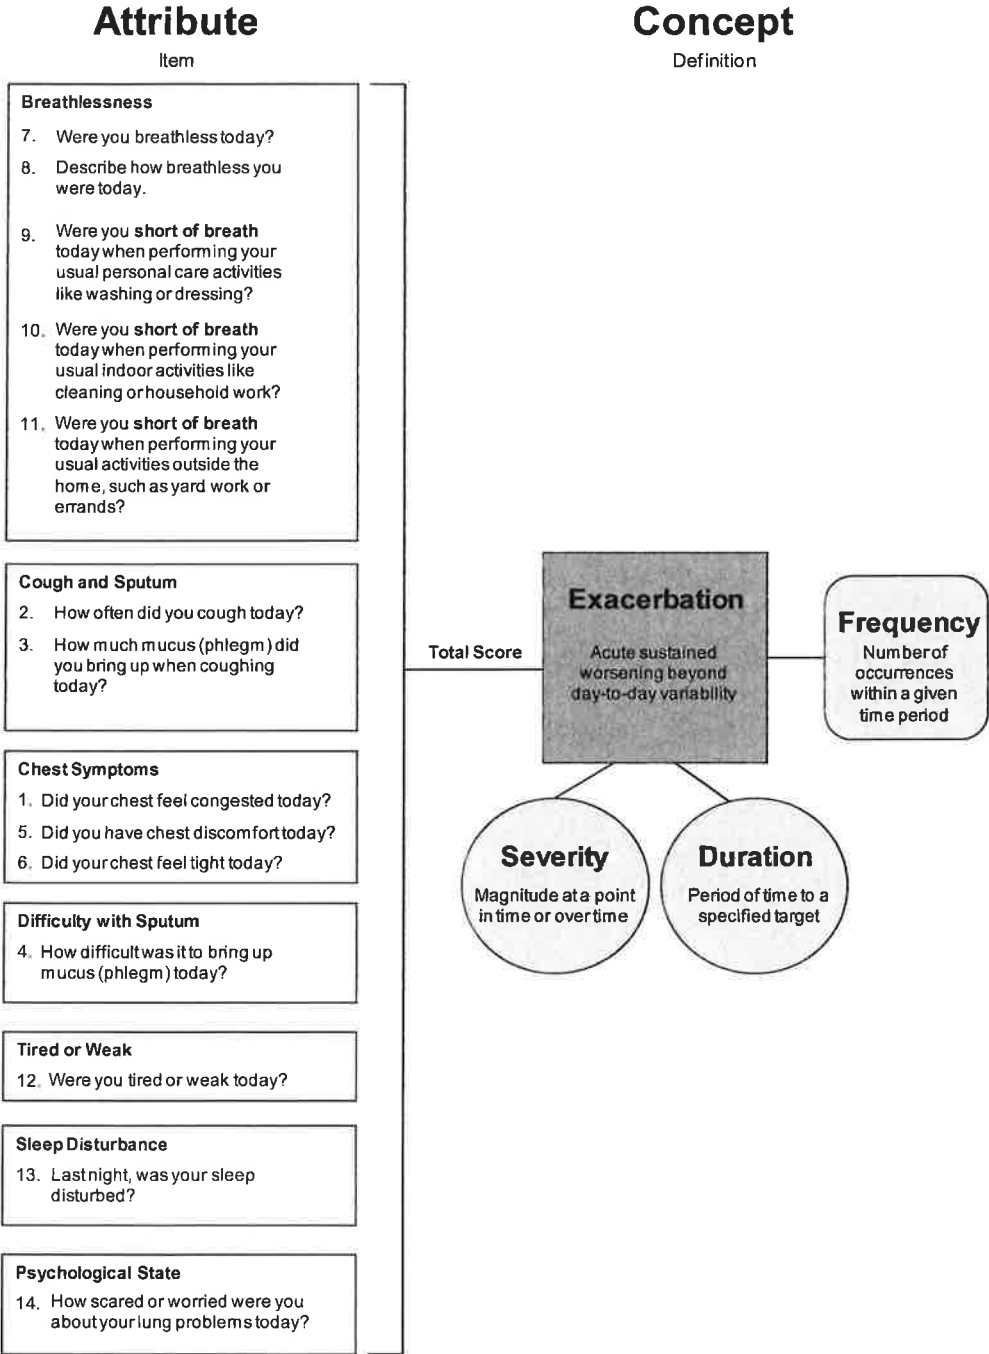 Attribute
Item
Concept
Definition
Breathlessness
7. Were you breathless today?
8. Describe how breathless you
were today.
9. Were you short of breath
today when performing your
usual personal care activities
like washing or dressing?
10. Were you short of breath
today when performing your
usual indoor activities like
cleaning or household work?
11. Were you short of breath
today when performing your
usual activities outside the
home, such as yard work or
errands?
Cough and Sputum
2. How often did you cough today?
3. How much mucus (phlegm) did
you bring up when coughing
today?
Chest Symptoms
1. Did your chest feel congested today?
5. Did you have chest discomfort today?
6. Did your chest feel tight today?
Difficulty with Sputum
4. How difficult was it to bring up
mucus (phlegm) today?
Tired or Weak
12. Were you tired or weak today?
Sleep Disturbance
13. Last night, was your sleep
disturbed?
Psychological State
14. How scared or worried were you
about your lung problems today?
Total Score
Exacerbation
Acute sustained
worsening beyond
day-to-day variability
Frequency
Number of
occurrences
within a given
time period
Severity
Magnitude at a point
in time or over time
Duration
Period of time to a
specified target